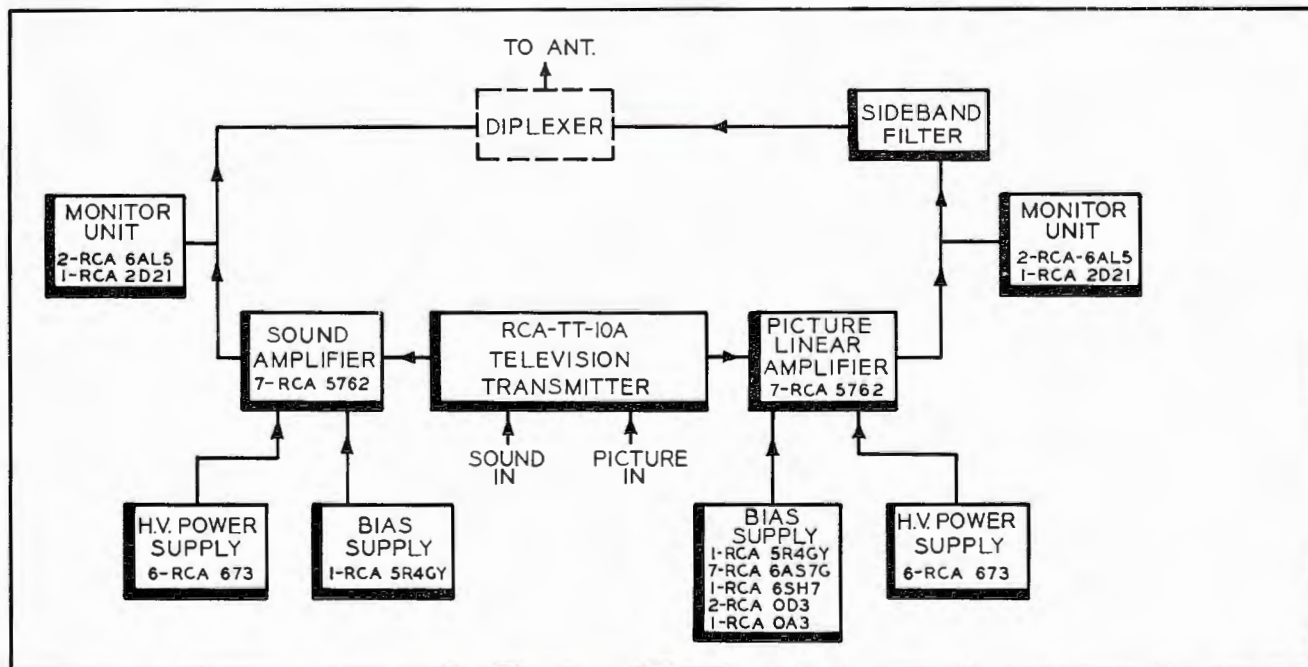 TO ANT.
DIPLEXER
SIDEBAND
FILTER
MONITOR
UNIT
2-RCA 6AL5
1-RCA 2D21
MONITOR
UNIT
2-RCA-6AL5
1-RCA 2D21
SOUND
AMPLIFIER
7-RCA 5762
RCA-TT-10A
TELEVISION
TRANSMITTER
PICTURE
LINEAR
AMPLIFIER
7-RCA 5762
SOUND
IN
PICTURE
IN
H.V. POWER
SUPPLY
6-RCA 673
BIAS
SUPPLY
1-RCA 5R4GY
BIAS
SUPPLY
1-RCA 5R4GY
7-RCA 6AS7G
1-RCA 6SH7
2-RCA OD3
1-RCA OA3
H.V. POWER
SUPPLY
6-RCA 673